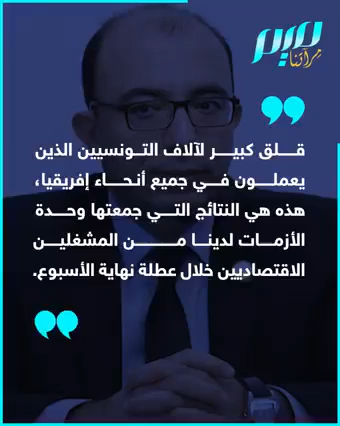 ميم
مرآتنا
قلق كبير لآلاف التونسيين الذين
يعملون في جميع أنحاء إفريقيا،
هذه هي النتائج التي جمعتها وحدة
الأزمات لدينا من المشغلين
الاقتصاديين خلال عطلة نهاية الأسبوع.